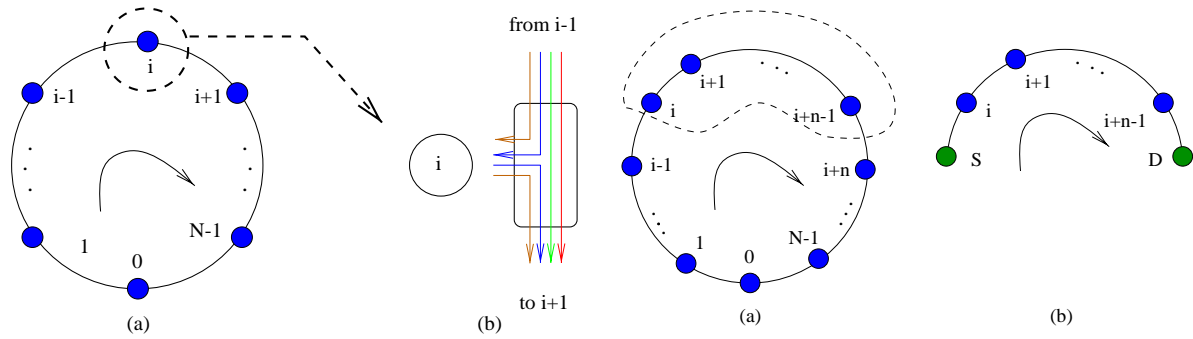 i
i-1
i+1
. . .
. . .
1
N-1
0
(a)
from i-1
i
to i+1
(b)
. . .
i+1
i
i+n-1
i-1
i+n
. . .
. . .
1
N-1
0
(a)
. . .
i+1
i
i+n-1
S
D
(b)